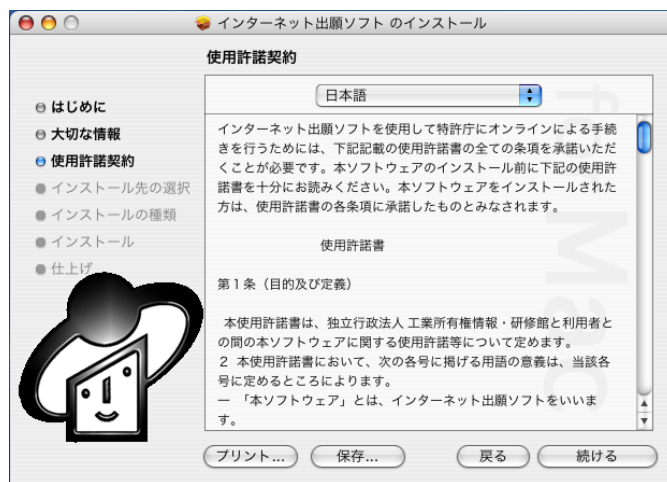 インターネット出願ソフト のインストール
使用許諾契約
はじめに
大切な情報
使用許諾契約
インストール先の選択
インストールの種類
インストール
仕上げ
日本語
インターネット出願ソフトを使用して特許庁にオンラインによる手続
きを行うためには、下記記載の使用許諾書の全ての条項を承諾いただ
くことが必要です。本ソフトウェアのインストール前に下記の使用許
諾書を十分にお読みください。本ソフトウェアをインストールされた
方は、使用許諾書の各条項に承諾したものとみなされます。
使用許諾書
第１条（目的及び定義）
本使用許諾書は、独立行政法人 工業所有権情報・研修館と利用者と
の間の本ソフトウェアに関する使用許諾等について定めます。
２ 本使用許諾書において、次の各号に掲げる用語の意義は、当該各
号に定めるところによります。
一 「本ソフトウェア」とは、インターネット出願ソフトをいいま
す。
for Mac
プリント...
保存...
戻る
続ける